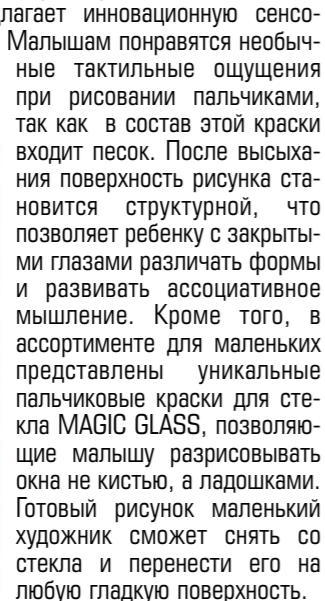 лагает инновационную сенсо-
Малышам понравятся необыч-
ные тактильные ощущения
при рисовании пальчиками,
так как в состав этой краски
входит песок. После высыха-
ния поверхность рисунка ста-
новится структурной, что
позволяет ребенку с закрыты-
ми глазами различать формы
и развивать ассоциативное
мышление. Кроме того, в
ассортименте для маленьких
представлены уникальные
пальчиковые краски для сте-
кла MAGIC GLASS, позволяю-
щие малышу разрисовывать
окна не кистью, а ладошками.
Готовый рисунок маленький
художник сможет снять со
стекла и перенести его на
любую гладкую поверхность.